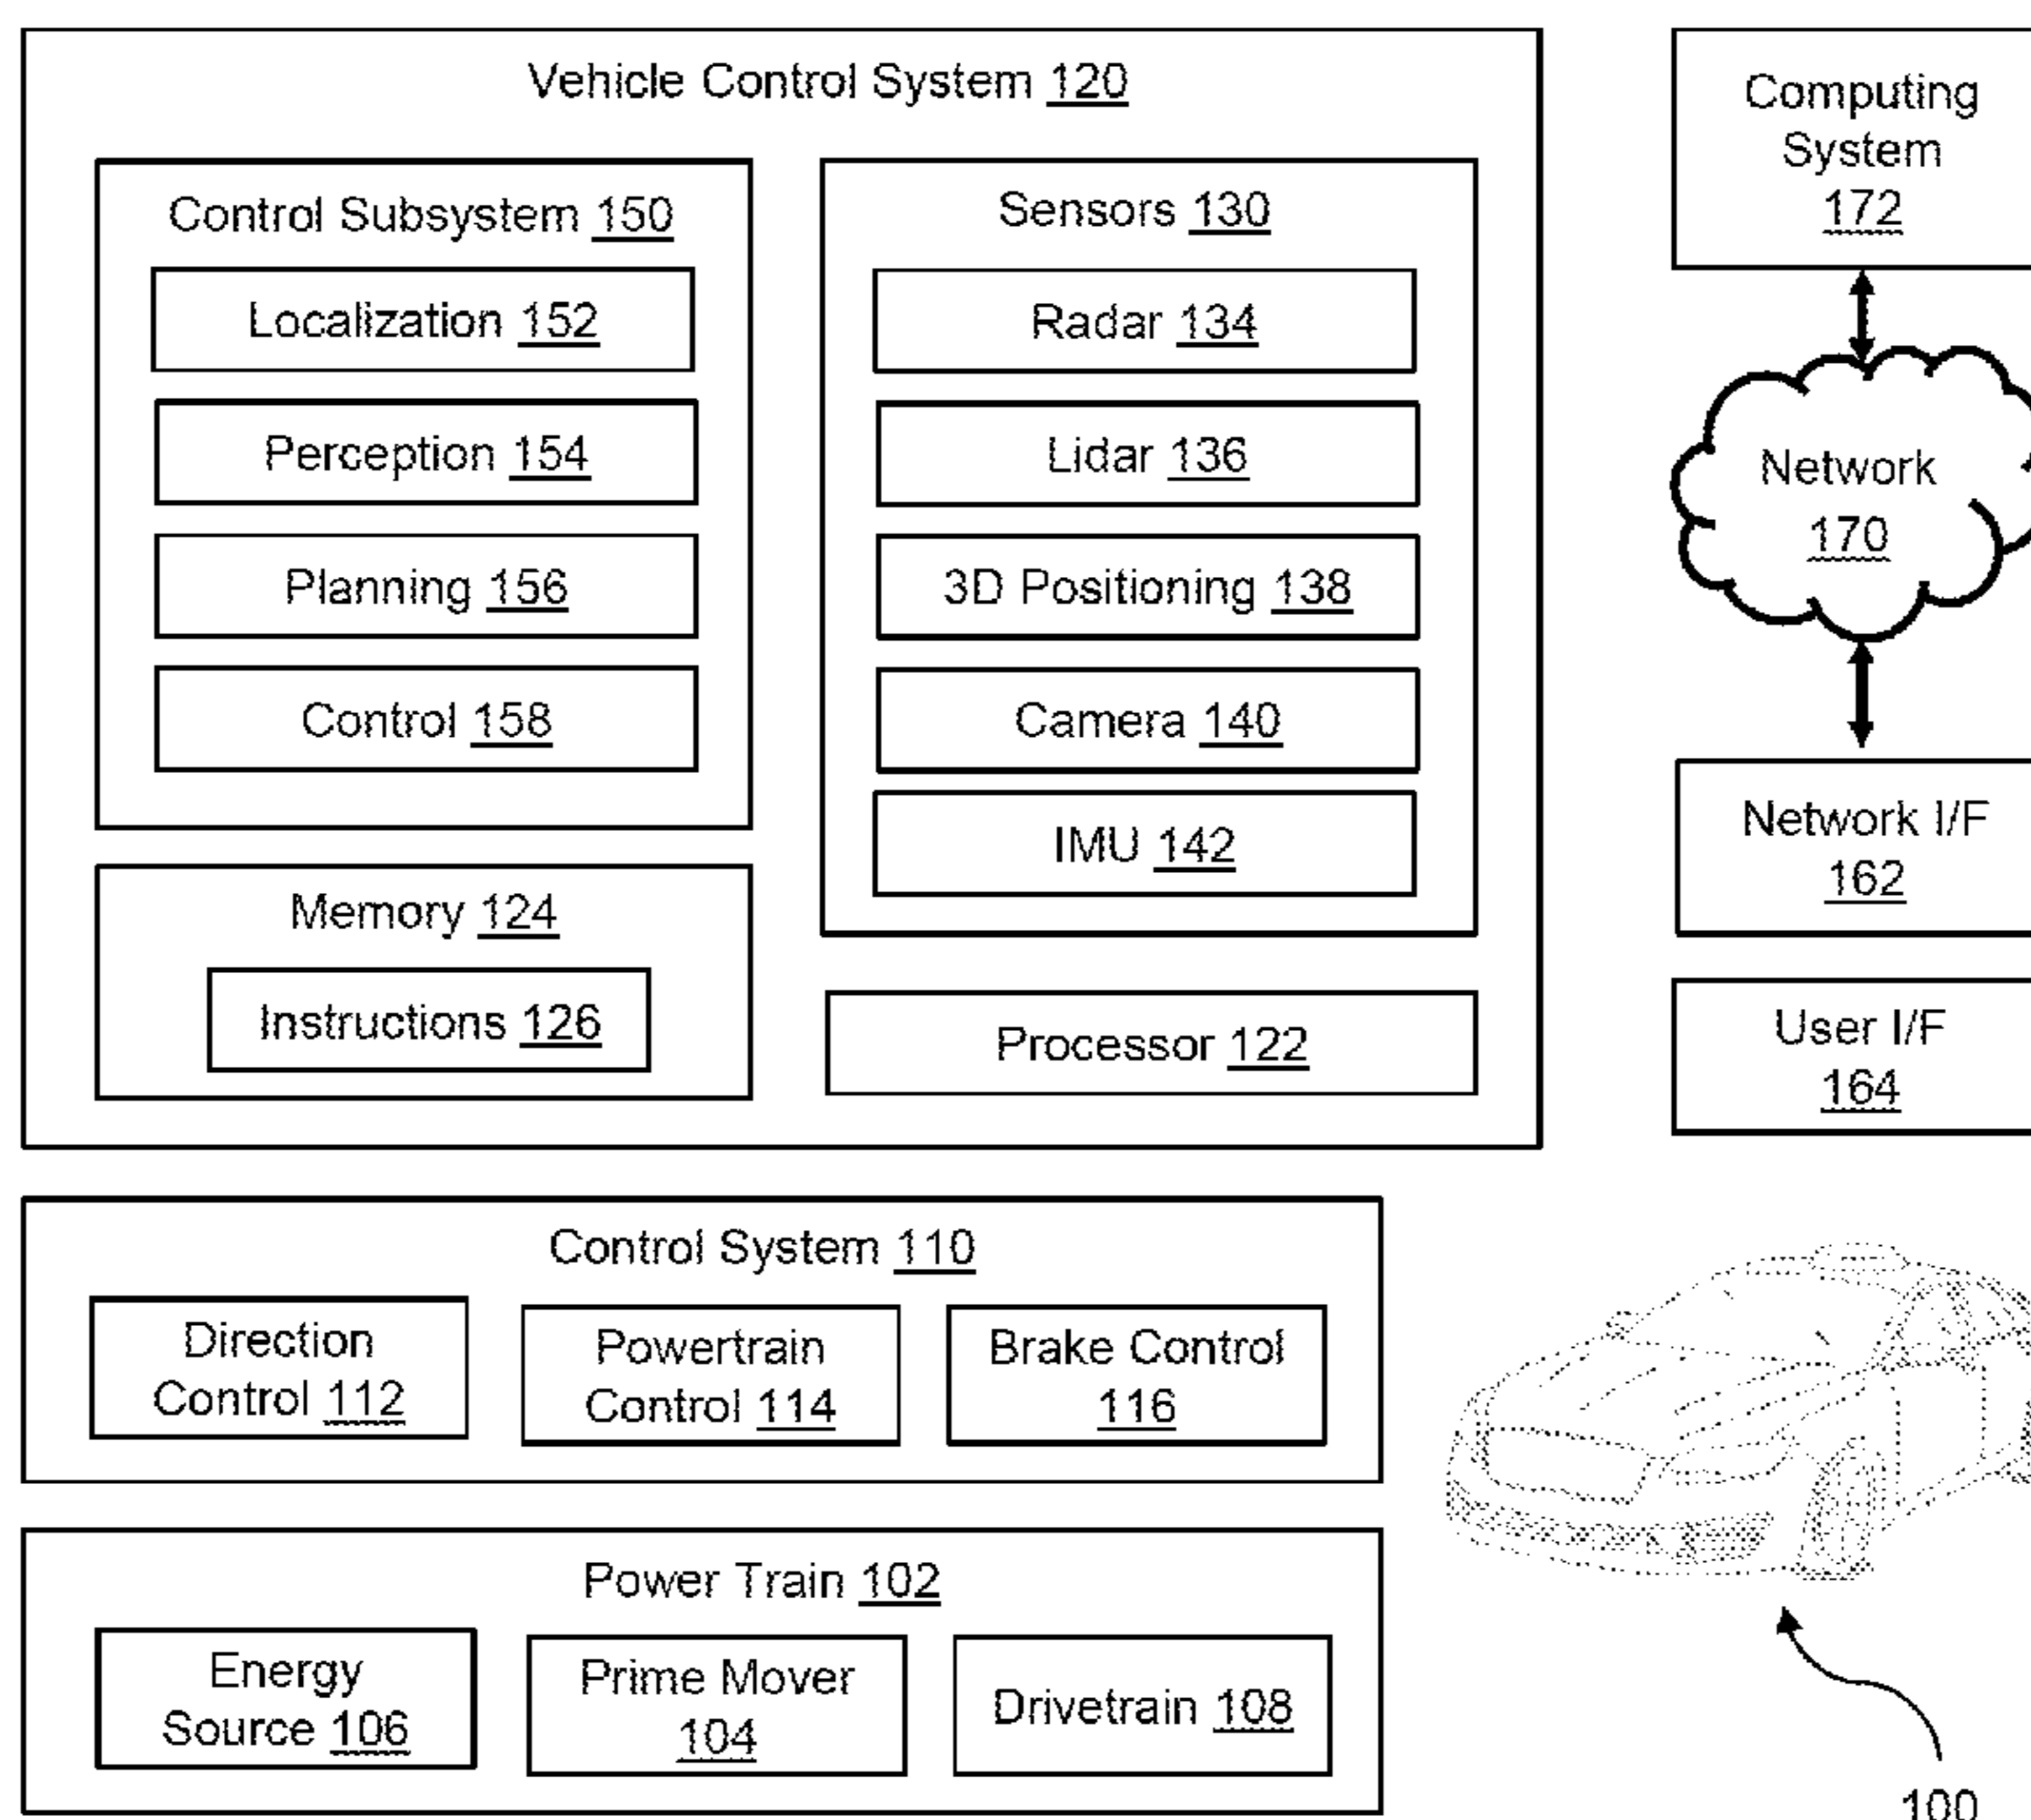 Vehicle Control System 120
Control Subsystem 150
Localization 152
Perception 154
Planning 156
Control 158
Memory 124
Instructions 126
Sensors 130
Radar 134
Lidar 136
3D Positioning 138
Camera 140
IMU 142
Processor 122
Computing
System
172
Network
170
Network I/F
162
User I/F
164
Control System 110
Direction
Control 112
Powertrain
Control 114
Brake Control
116
Power Train 102
Energy
Source 106
Prime Mover
104
Drivetrain 108
100